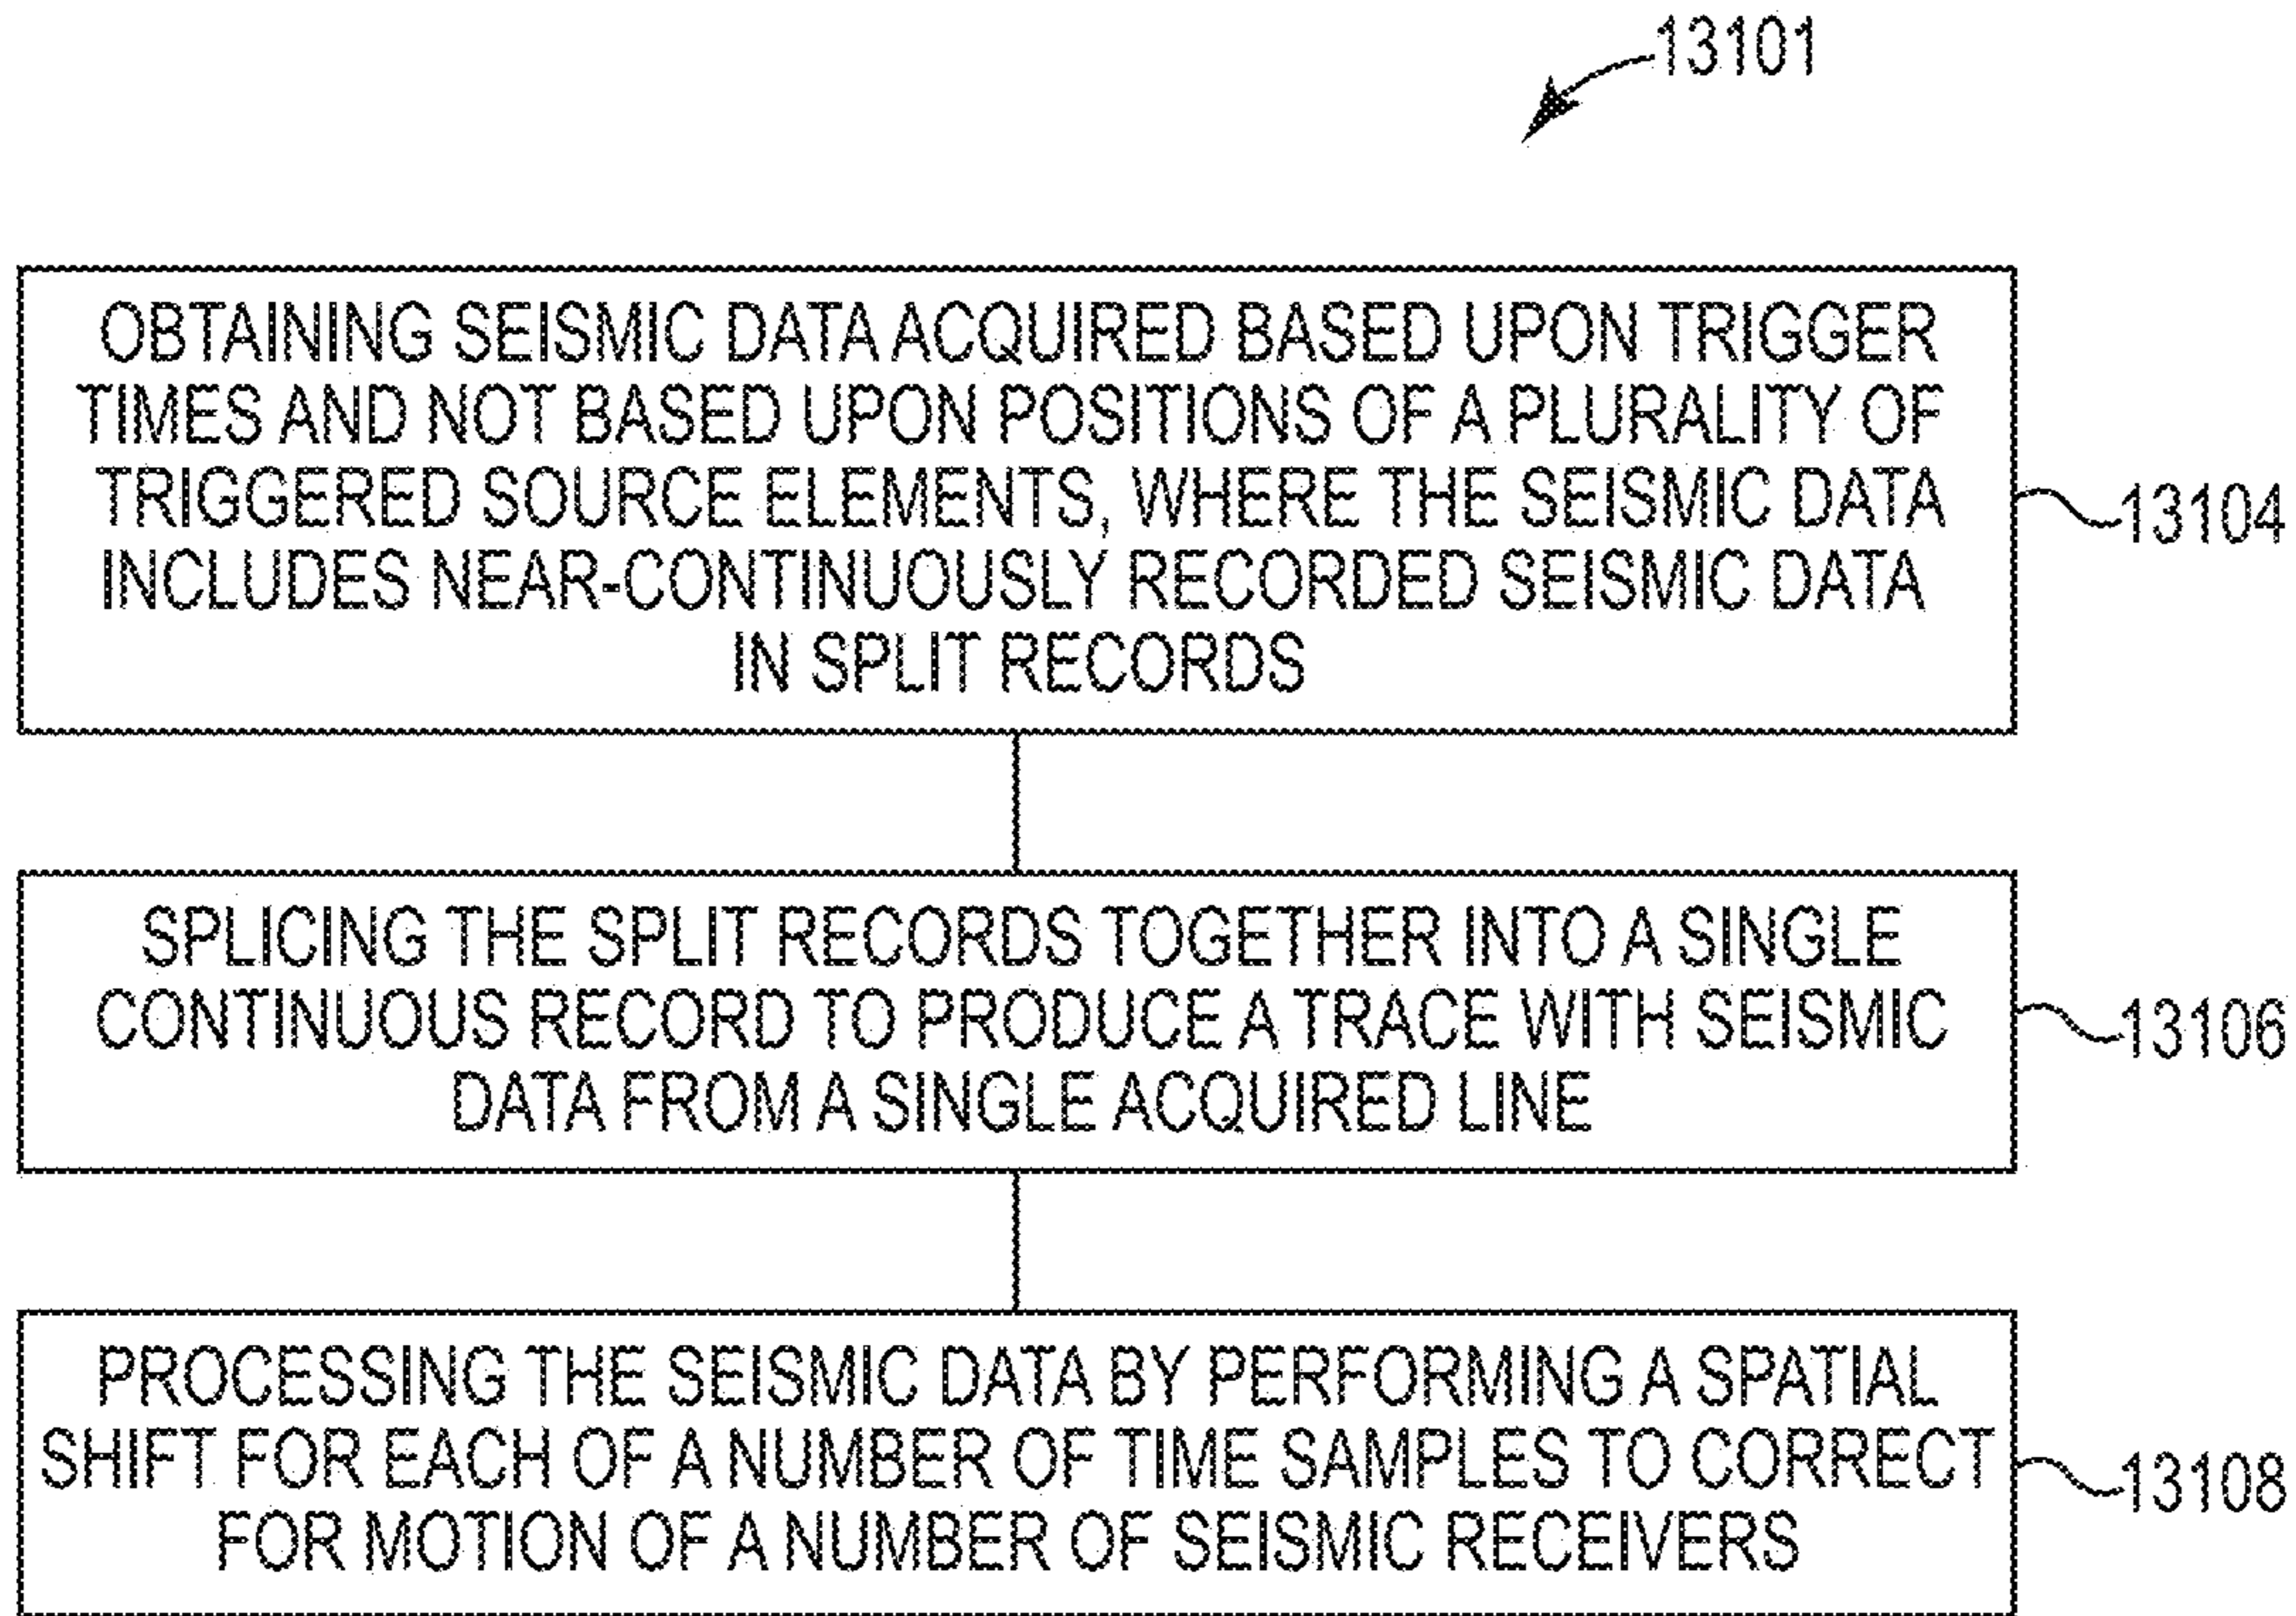 13101
OBTAINING SEISMIC DATA ACQUIRED BASED UPON TRIGGER
TIMES AND NOT BASED UPON POSITIONS OF A PLURALITY OF
TRIGGERED SOURCE ELEMENTS, WHERE THE SEISMIC DATA
INCLUDES NEAR-CONTINUOUSLY RECORDED SEISMIC DATA
IN SPLIT RECORDS
13104
SPLICING THE SPLIT RECORDS TOGETHER INTO A SINGLE
CONTINUOUS RECORD TO PRODUCE A TRACE WITH SEISMIC
DATA FROM A SINGLE ACQUIRED LINE
13106
PROCESSING THE SEISMIC DATA BY PERFORMING A SPATIAL
SHIFT FOR EACH OF A NUMBER OF TIME SAMPLES TO CORRECT
FOR MOTION OF A NUMBER OF SEISMIC RECEIVERS
13108